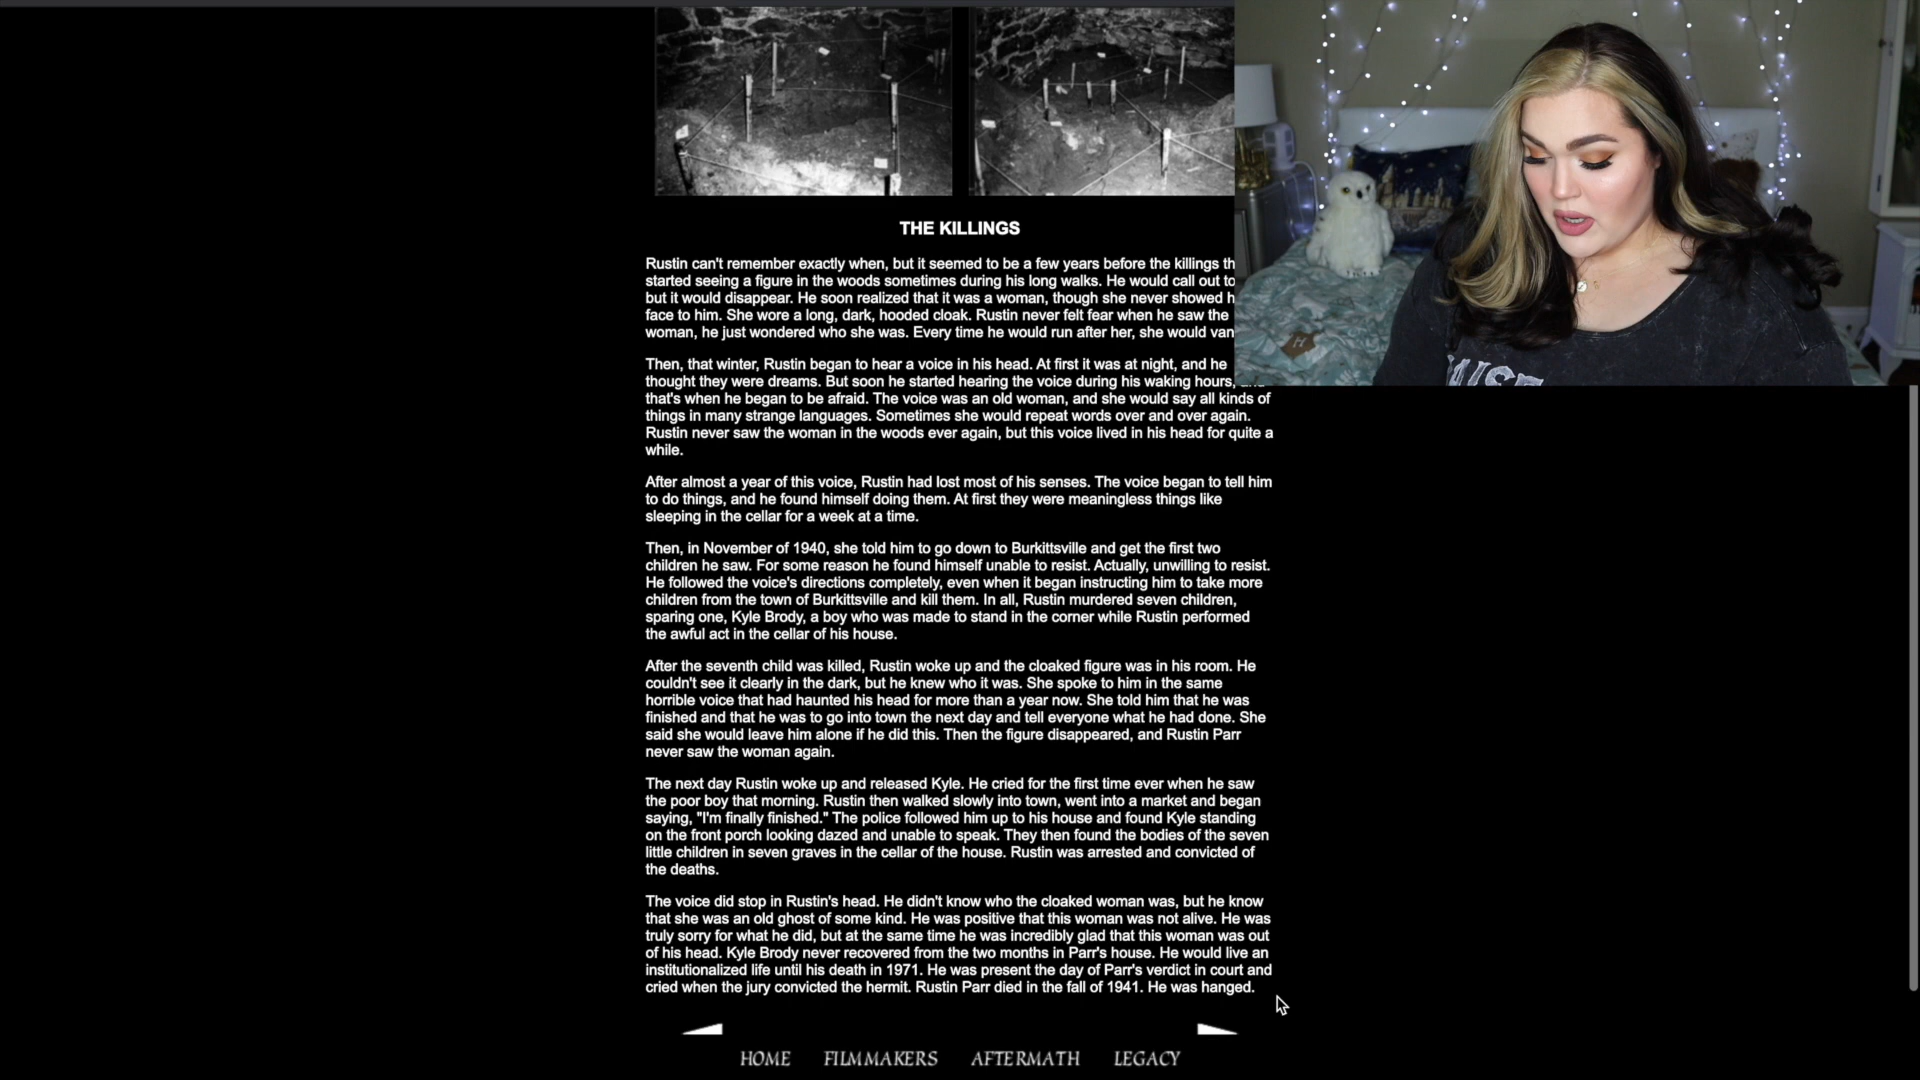 THE KILLINGS
Rustin can't remember exactly when, but it seemed to be a few years before the killings th
started seeing a figure in the woods sometimes during his long walks. He would call out to
but it would disappear. He soon realized that it was a woman, though she never showed h
face to him. She wore a long, dark, hooded cloak. Rustin never felt fear when he saw the
woman, he just wondered who she was. Every time he would run after her, she would van
Then, that winter, Rustin began to hear a voice in his head. At first it was at night, and he
thought they were dreams. But soon he started hearing the voice during his waking hours,
that's when he began to be afraid. The voice was an old woman, and she would say all kinds of
things in many strange languages. Sometimes she would repeat words over and over again.
Rustin never saw the woman in the woods ever again, but this voice lived in his head for quite a
while.
After almost a year of this voice, Rustin had lost most of his senses. The voice began to tell him
to do things, and he found himself doing them. At first they were meaningless things like
sleeping in the cellar for a week at a time.
Then, in November of 1940, she told him to go down to Burkittsville and get the first two
children he saw. For some reason he found himself unable to resist. Actually, unwilling to resist.
He followed the voice's directions completely, even when it began instructing him to take more
children from the town of Burkittsville and kill them. In all, Rustin murdered seven children,
sparing one, Kyle Brody, a boy who was made to stand in the corner while Rustin performed
the awful act in the cellar of his house.
After the seventh child was killed, Rustin woke up and the cloaked figure was in his room. He
couldn't see it clearly in the dark, but he knew who it was. She spoke to him in the same
horrible voice that had haunted his head for more than a year now. She told him that he was
finished and that he was to go into town the next day and tell everyone what he had done. She
said she would leave him alone if he did this. Then the figure disappeared, and Rustin Parr
never saw the woman again.
The next day Rustin woke up and released Kyle. He cried for the first time ever when he saw
the poor boy that morning. Rustin then walked slowly into town, went into a market and began
saying, "I'm finally finished." The police followed him up to his house and found Kyle standing
on the front porch looking dazed and unable to speak. They then found the bodies of the seven
little children in seven graves in the cellar of the house. Rustin was arrested and convicted of
the deaths.
The voice did stop in Rustin's head. He didn't know who the cloaked woman was, but he know
that she was an old ghost of some kind. He was positive that this woman was not alive. He was
truly sorry for what he did, but at the same time he was incredibly glad that this woman was out
of his head. Kyle Brody never recovered from the two months in Parr's house. He would live an
institutionalized life until his death in 1971. He was present the day of Parr's verdict in court and
cried when the jury convicted the hermit. Rustin Parr died in the fall of 1941. He was hanged.
HOME FILMMAKERS AFTERMATH LEGACY